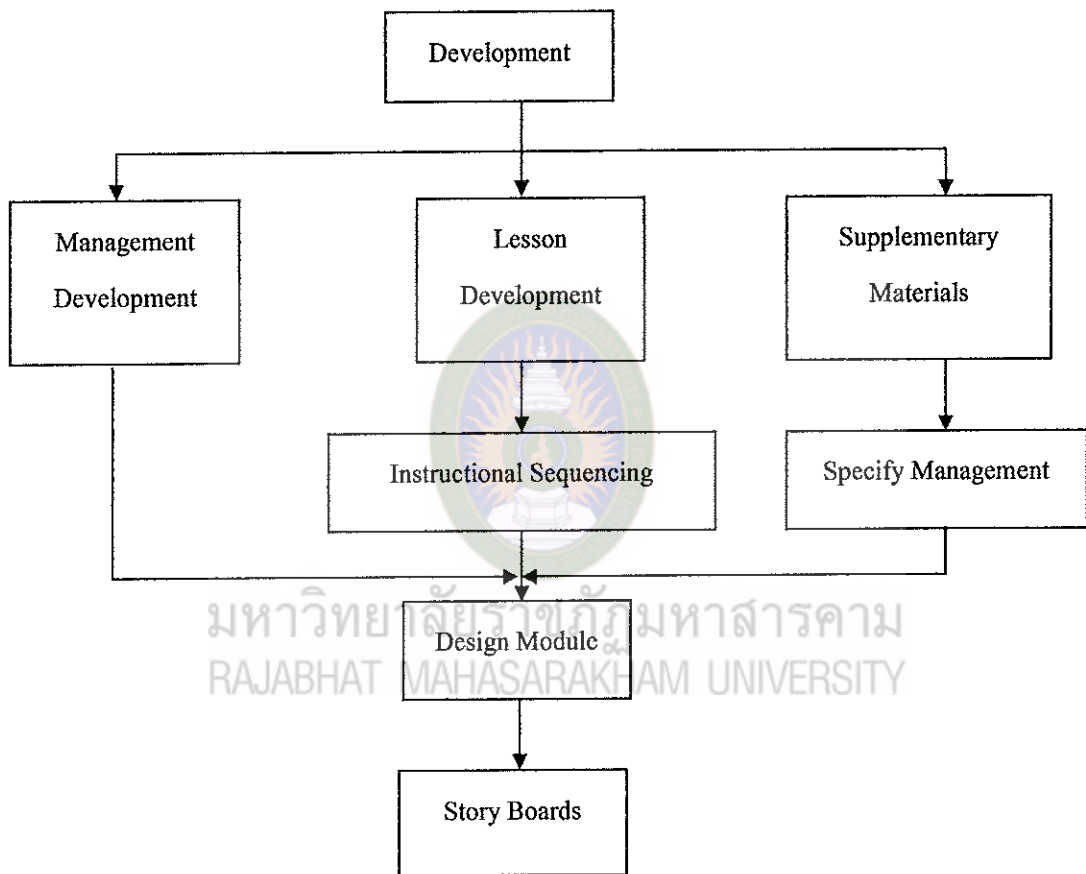 Development
Management
Development
Lesson
Development
Supplementary
Materials
Instructional Sequencing
Specify Management
มหาวิทยาลัยราชภัฏมหาสารคาม
Design Module
RAJABHAT MAHASARAKHAM UNIVERSITY
Story Boards